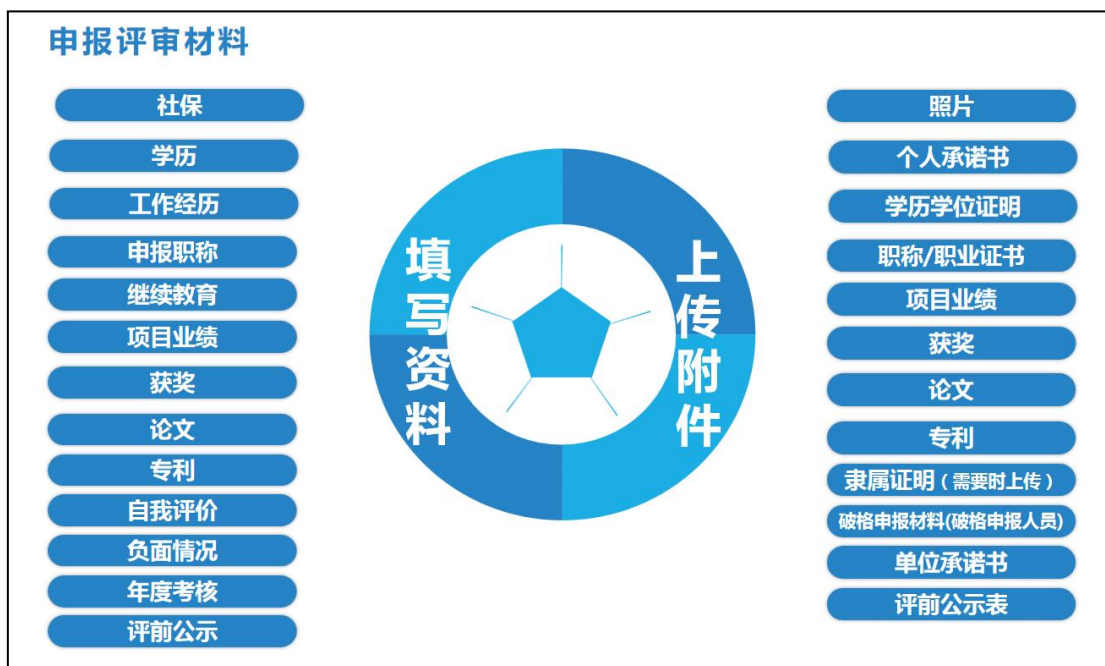 申报评审材料
社保
学历
工作经历
申报职称
继续教育
项目业绩
获奖
论文
专利
自我评价
负面情况
年度考核
评前公示
填写资料
上传附件
照片
个人承诺书
学历学位证明
职称/职业证书
项目业绩
获奖
论文
专利
隶属证明（需要时上传）
破格申报材料(破格申报人员)
单位承诺书
评前公示表